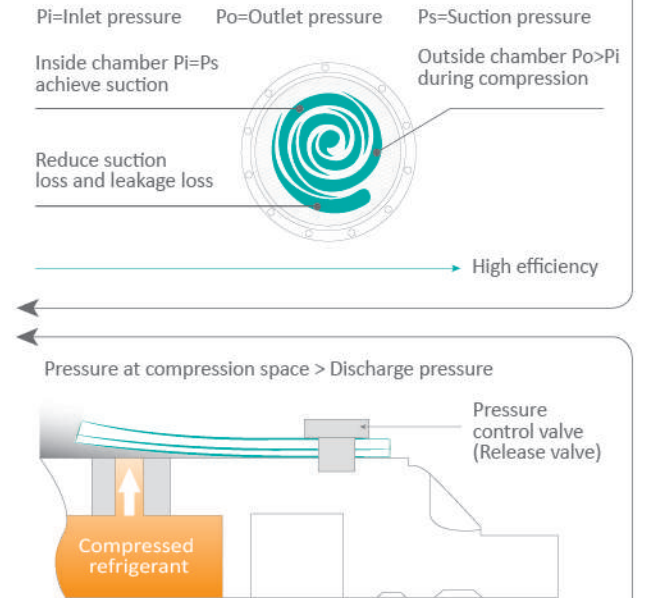 Pi=Inlet pressure Po=Outlet pressure Ps=Suction pressure
Inside chamber Pi=Ps
achieve suction
Outside chamber Po>Pi
during compression
Reduce suction
loss and leakage loss
High efficiency
Pressure at compression space > Discharge pressure
Pressure
control valve
(Release valve)
Compressed
refrigerant